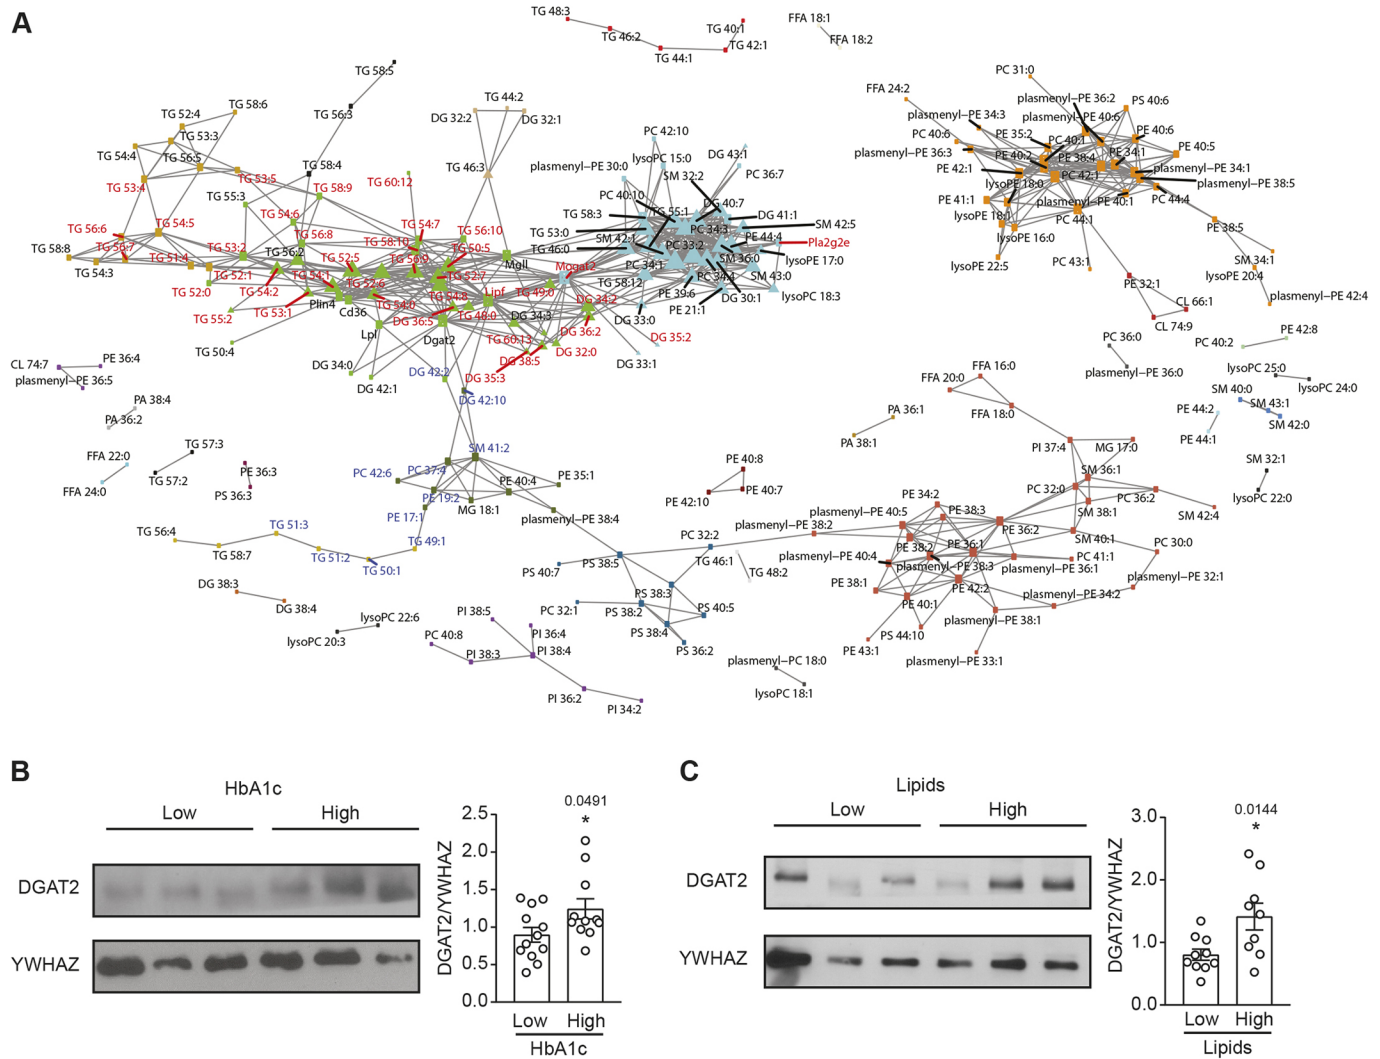 A
TG 48:3
TG 46:2
TG 44:1
TG 40:1
TG 42:1
FFA 18:1
FFA 18:2
TG 58:5
TG 56:3
TG 58:4
TG 58:6
TG 52:4
TG 53:3
TG 54:4
TG 56:5
TG 53:4
TG 53:5
TG 55:3
TG 58:9
TG 60:12
DG 32:2
TG 44:2
DG 32:1
TG 46:3
TG 56:6
TG 54:5
TG 56:7
TG 58:8
TG 54:3
TG 51:4
TG 53:2
TG 54:6
TG 56:8
TG 56:2
TG 52:1
TG 52:0
TG 54:2
TG 54:1
TG 52:5
TG 52:6
TG 58:10
TG 54:7
TG 56:9
TG 56:10
TG 50:5
TG 52:7
TG 54:8
TG 54:0
TG 48:0
TG 49:0
Mgll
Mogat2
Lipf
Plin4
Cd36
Lpl
Dgat2
TG 55:2
TG 53:1
TG 50:4
DG 36:5
DG 34:3
DG 34:2
DG 36:2
DG 32:0
TG 60:13
DG 38:5
DG 35:3
DG 35:2
DG 33:0
DG 33:1
DG 34:0
DG 42:1
DG 42:2
DG 42:10
PC 42:10
plasmenyl−PE 30:0
lysoPC 15:0
SM 32:2
DG 43:1
PC 36:7
PC 40:10
DG 40:7
TG 58:3
TG 55:1
DG 41:1
TG 53:0
PC 34:3
SM 42:5
SM 42:1
PC 33:2
PE 44:4
Pla2g2e
TG 46:0
lysoPE 17:0
SM 36:0
PC 34:1
PC 34:4
SM 43:0
TG 58:12
PE 39:6
DG 30:1
lysoPC 18:3
PE 21:1
PC 31:0
FFA 24:2
plasmenyl−PE 36:2
PS 40:6
plasmenyl−PE 34:3
plasmenyl−PE 40:6
PC 40:6
PE 35:2
PC 40:1
PE 40:6
plasmenyl−PE 36:3
PE 40:2
PE 38:4
PE 34:1
PE 40:5
PE 42:1
PC 42:1
plasmenyl−PE 34:1
lysoPE 18:0
plasmenyl−PE 38:5
PE 41:1
plasmenyl−PE 40:1
PC 44:4
lysoPE 18:1
PC 44:1
lysoPE 16:0
PE 38:5
lysoPE 22:5
PC 43:1
SM 34:1
lysoPE 20:4
PE 32:1
plasmenyl−PE 42:4
CL 66:1
CL 74:9
CL 74:7
PE 36:4
plasmenyl−PE 36:5
PA 38:4
PA 36:2
FFA 22:0
FFA 24:0
TG 57:3
TG 57:2
PE 36:3
PS 36:3
SM 41:2
PC 42:6
PC 37:4
PE 19:2
PE 17:1
PE 40:4
PE 35:1
MG 18:1
plasmenyl−PE 38:4
TG 56:4
TG 58:7
TG 51:3
TG 51:2
TG 50:1
TG 49:1
DG 38:3
DG 38:4
lysoPC 22:6
lysoPC 20:3
PC 40:8
PI 38:5
PI 38:3
PI 36:4
PI 38:4
PI 36:2
PI 34:2
PS 40:7
PS 38:5
PC 32:2
PC 32:1
PS 38:3
PS 38:2
PS 40:5
PS 38:4
PS 36:2
TG 46:1
TG 48:2
PE 40:8
PE 42:10
PE 40:7
plasmenyl−PC 18:0
lysoPC 18:1
PA 36:1
PA 38:1
FFA 20:0
FFA 16:0
FFA 18:0
PI 37:4
MG 17:0
SM 36:1
PC 32:0
PC 36:2
SM 38:1
SM 42:4
SM 40:1
PC 30:0
PC 41:1
PE 34:2
plasmenyl−PE 40:5
PE 38:3
plasmenyl−PE 38:2
PE 36:2
PE 38:2
PE 36:1
plasmenyl−PE 40:4
plasmenyl−PE 38:3
plasmenyl−PE 36:1
plasmenyl−PE 32:1
PE 38:1
PE 42:2
plasmenyl−PE 34:2
PE 40:1
plasmenyl−PE 38:1
PS 44:10
PE 43:1
plasmenyl−PE 33:1
PC 36:0
plasmenyl−PE 36:0
PE 42:8
PC 40:2
lysoPC 25:0
lysoPC 24:0
PE 44:2
PE 44:1
SM 40:0
SM 43:1
SM 42:0
SM 32:1
lysoPC 22:0
B
HbA1c
Low High
DGAT2
YWHAZ
DGAT2/YWHAZ
2.5
2.0
1.5
1.0
0.5
0.0
0.0491
*
Low High
HbA1c
C
Lipids
Low High
DGAT2
YWHAZ
DGAT2/YWHAZ
3.0
2.0
1.0
0.0
0.0144
*
Low High
Lipids